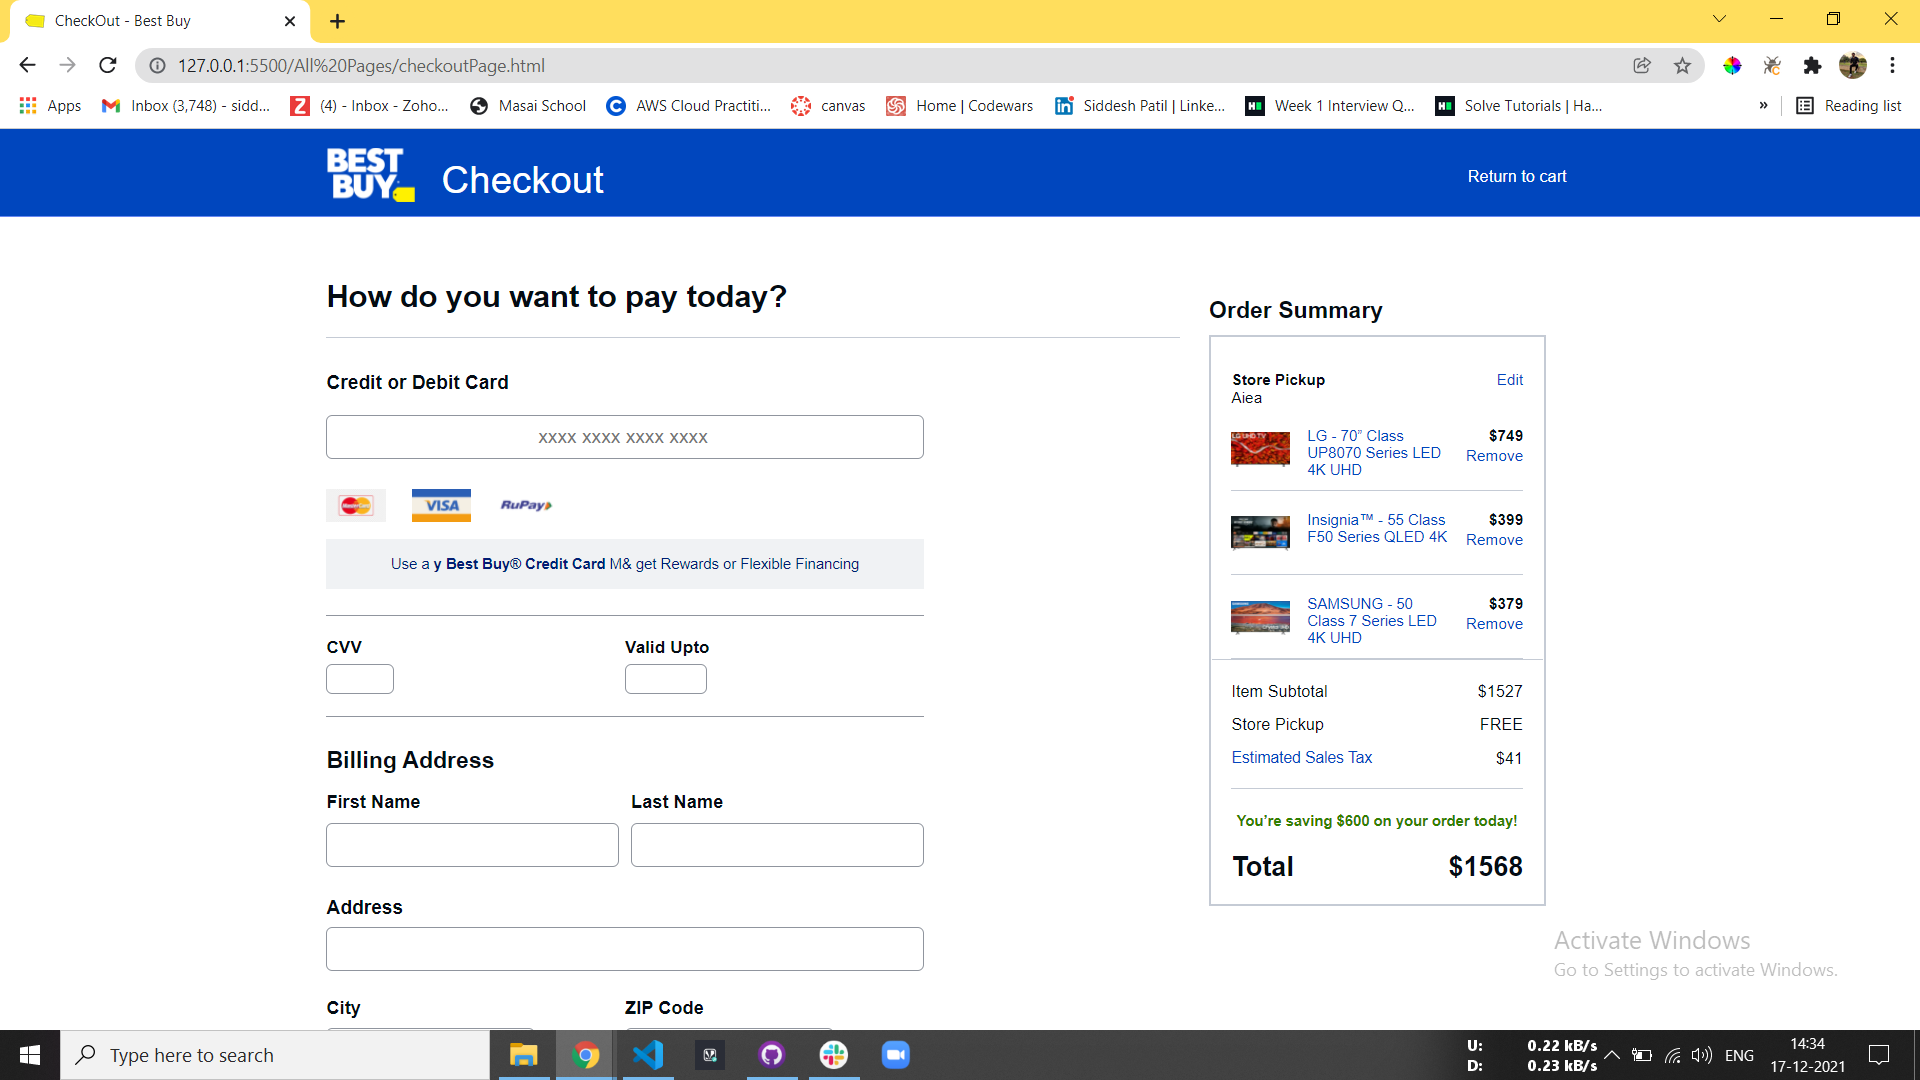 CheckOut - Best Buy
127.0.0.1:5500/All%20Pages/checkoutPage.html
Apps
Inbox (3,748) - sidd...
(4) - Inbox - Zoho...
Masai School
AWS Cloud Practiti...
canvas
Home | Codewars
Siddesh Patil | Linke...
Week 1 Interview Q...
Solve Tutorials | Ha...
»
Reading list
BEST
BUY
Checkout
Return to cart
How do you want to pay today?
Credit or Debit Card
XXXX XXXX XXXX XXXX
MasterCard
VISA
RuPay
Use a y Best Buy® Credit Card M& get Rewards or Flexible Financing
CVV
Valid Upto
Billing Address
First Name
Last Name
Address
City
ZIP Code
Order Summary
Store Pickup
Edit
Aiea
LG - 70” Class
UP8070 Series LED
4K UHD
$749
Remove
Insignia™ - 55 Class
F50 Series QLED 4K
$399
Remove
SAMSUNG - 50
Class 7 Series LED
4K UHD
$379
Remove
Item Subtotal
$1527
Store Pickup
FREE
Estimated Sales Tax
$41
You’re saving $600 on your order today!
Total
$1568
Activate Windows
Go to Settings to activate Windows.
Type here to search
U: 0.22 kB/s
D: 0.23 kB/s
ENG
14:34
17-12-2021